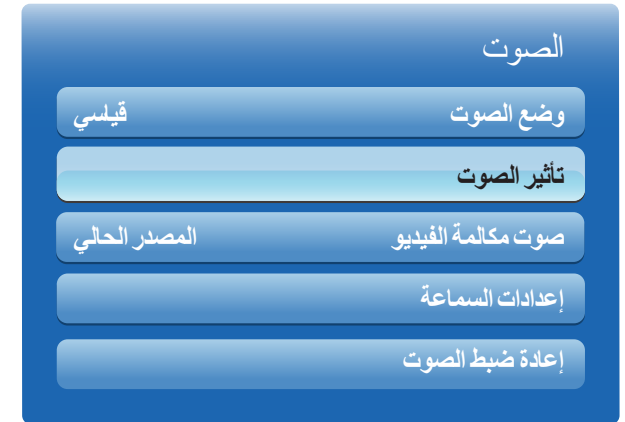 الصوت
وضع الصوت قياسي
تأثير الصوت
صوت مكالمة الفيديو المصدر الحالي
إعدادات السماعة
إعادة ضبط الصوت